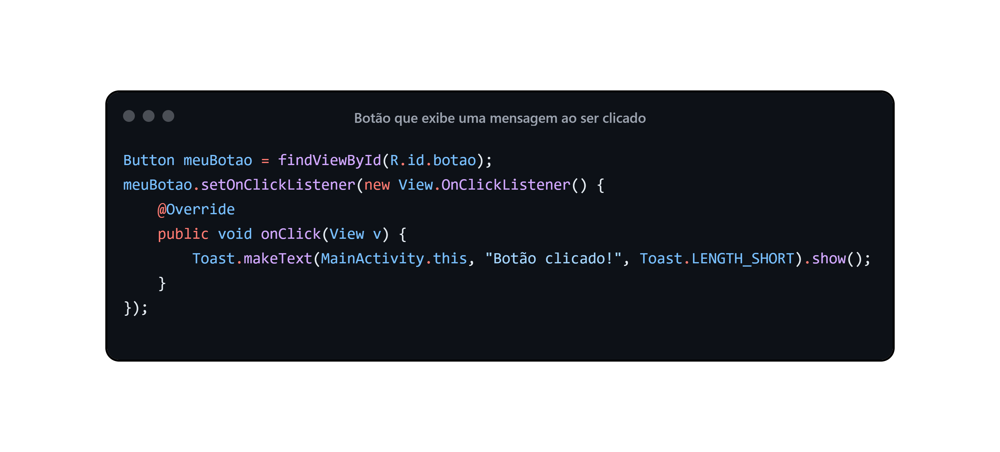 Botão que exibe uma mensagem ao ser clicado
Button meuBotao = findViewById(R.id.botao);
meuBotao.setOnClickListener(new View.OnClickListener() {
    @Override
    public void onClick(View v) {
        Toast.makeText(MainActivity.this, "Botão clicado!", Toast.LENGTH_SHORT).show();
    }
});